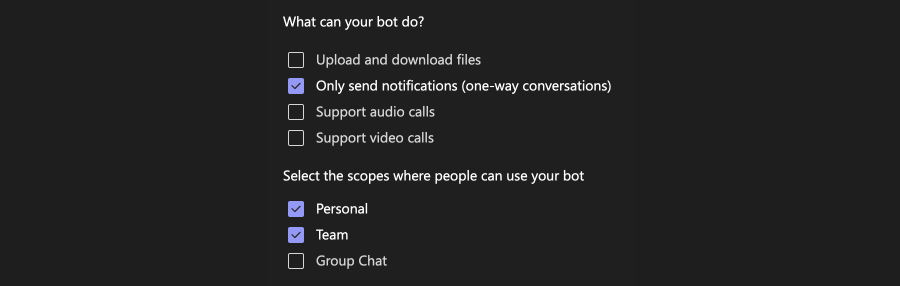 What can your bot do?
Upload and download files
Only send notifications (one-way conversations)
Support audio calls
Support video calls
Select the scopes where people can use your bot
Personal
Team
Group Chat